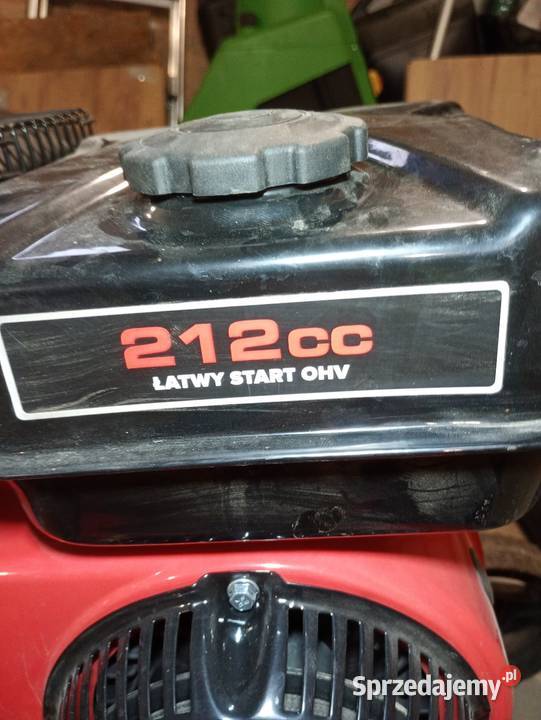 212cc
ŁATWY START OHV
Sprzedajemy.pl